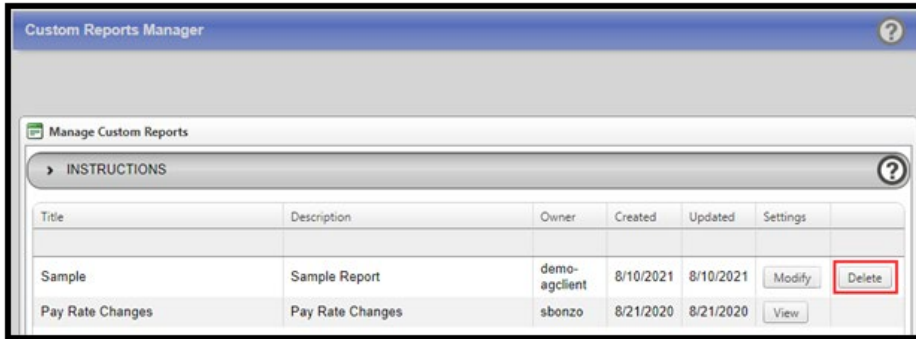 Custom Reports Manager ?
Manage Custom Reports
INSTRUCTIONS ?
Title Description Owner Created Updated Settings
Sample Sample Report demo-agclient 8/10/2021 8/10/2021 Modify Delete
Pay Rate Changes Pay Rate Changes sbonzo 8/21/2020 8/21/2020 View